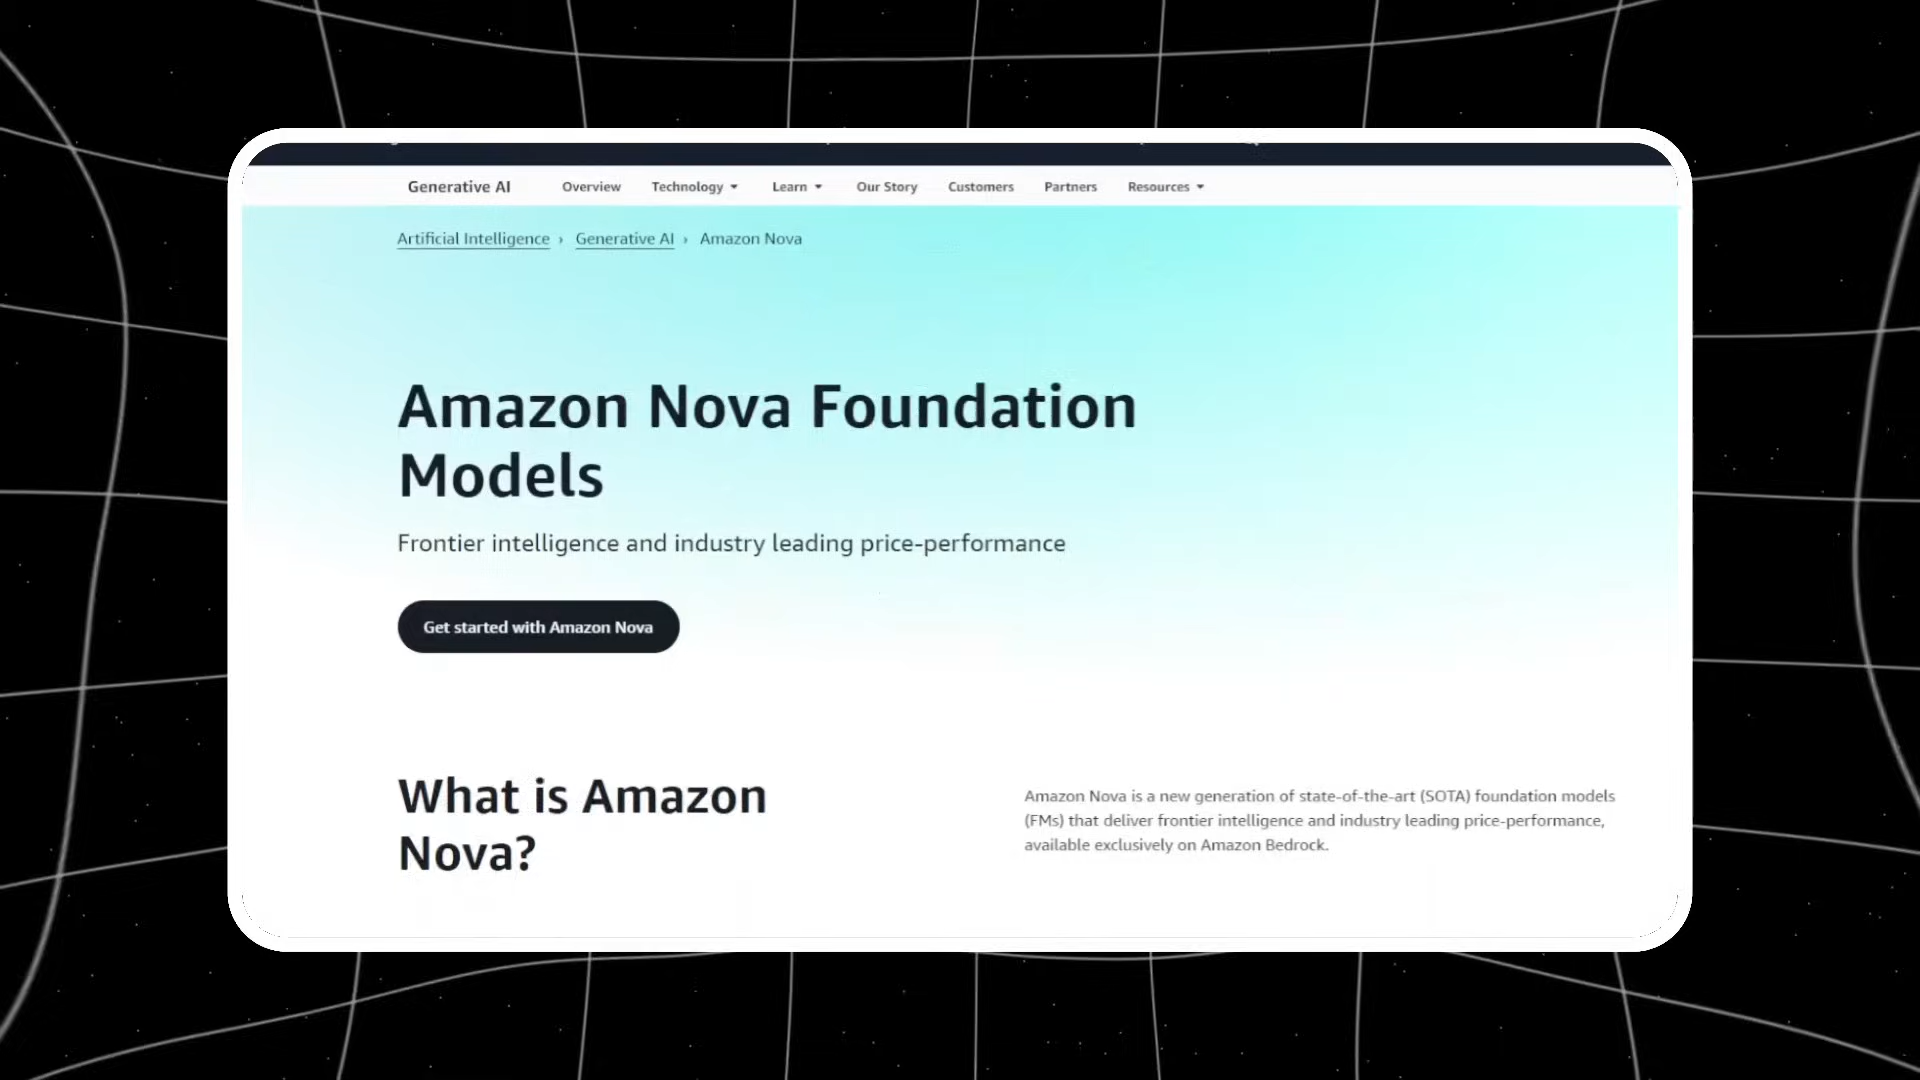 Generative AI Overview Technology Learn Our Story Customers Partners Resources
Artificial Intelligence › Generative AI › Amazon Nova
Amazon Nova Foundation
Models
Frontier intelligence and industry leading price-performance
Get started with Amazon Nova
What is Amazon
Nova?
Amazon Nova is a new generation of state-of-the-art (SOTA) foundation models
(FMs) that deliver frontier intelligence and industry leading price-performance,
available exclusively on Amazon Bedrock.